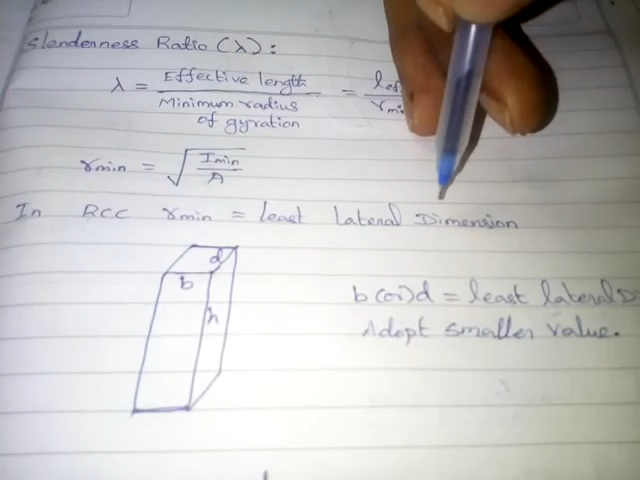 Slenderness Ratio (λ):
λ = Effective length / Minimum radius of gyration = lef
rmin = √ Imin / A
In RCC rmin = least lateral Dimension
d
b
h
b (or) d = least lateral D
Adopt smaller value.